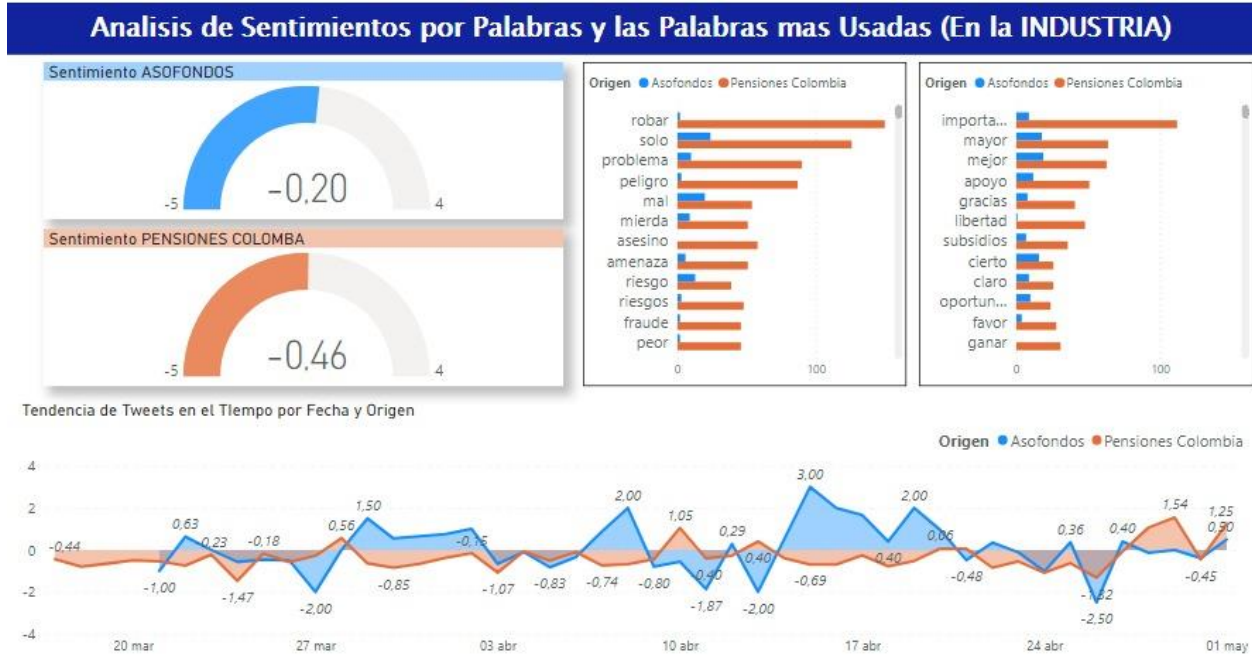 Analisis de Sentimientos por Palabras y las Palabras mas Usadas (En la INDUSTRIA)
Sentimiento ASOFONDOS
-0,20
-5
4
Sentimiento PENSIONES COLOMBA
-0,46
-5
4
Origen Asofondos Pensiones Colombia
robar
solo
problema
peligro
mal
mierda
asesino
amenaza
riesgo
riesgos
fraude
peor
0 100
Origen Asofondos Pensiones Colombia
importa...
mayor
mejor
apoyo
gracias
libertad
subsidios
cierto
claro
oportun...
favor
ganar
0 100
Tendencia de Tweets en el TIempo por Fecha y Origen
Origen Asofondos Pensiones Colombia
4
2
0
-2
-4
-0,44
-1,00
0,63
0,23
-1,47
-0,18
-2,00
0,56
1,50
-0,85
-0,15
-1,07
-0,83
-0,74
2,00
-0,80
1,05
-0,40
-1,87
0,29
-2,00
0,40
3,00
-0,69
-0,40
2,00
0,06
-0,48
0,36
-1,32
-2,50
0,40
1,54
-0,45
1,25
0,50
20 mar 27 mar 03 abr 10 abr 17 abr 24 abr 01 may